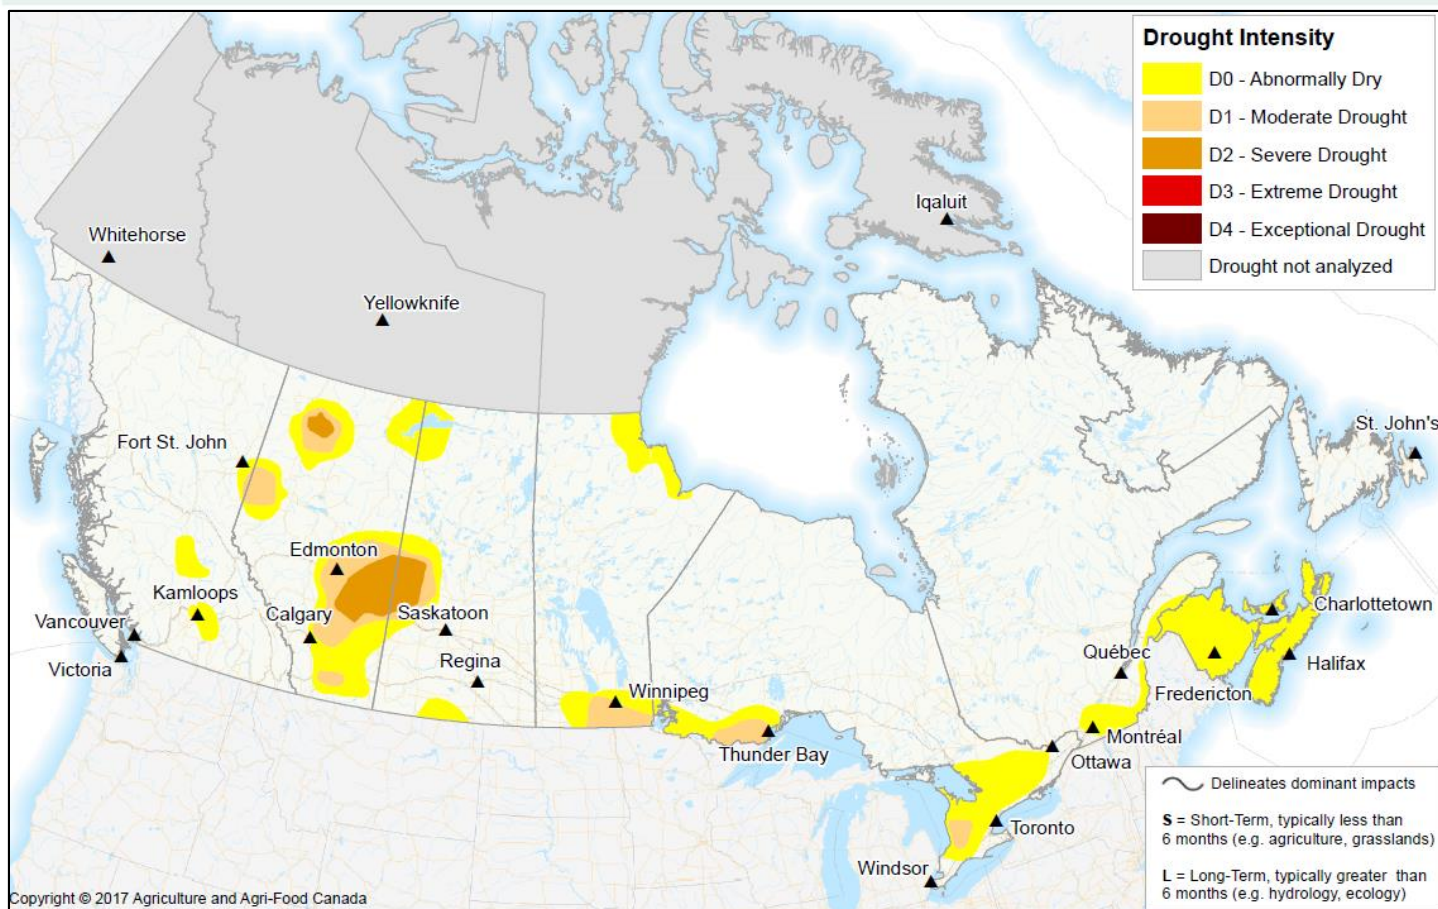 Drought Intensity
D0 - Abnormally Dry
D1 - Moderate Drought
D2 - Severe Drought
D3 - Extreme Drought
D4 - Exceptional Drought
Drought not analyzed
Iqaluit
Whitehorse
Yellowknife
St. John's
Fort St. John
Edmonton
Kamloops
Calgary
Saskatoon
Charlottetown
Vancouver
Québec
Regina
Halifax
Victoria
Winnipeg
Fredericton
Montréal
Thunder Bay
Ottawa
Toronto
Windsor
Delineates dominant impacts
S = Short-Term, typically less than
6 months (e.g. agriculture, grasslands)
L = Long-Term, typically greater than
6 months (e.g. hydrology, ecology)
Copyright © 2017 Agriculture and Agri-Food Canada